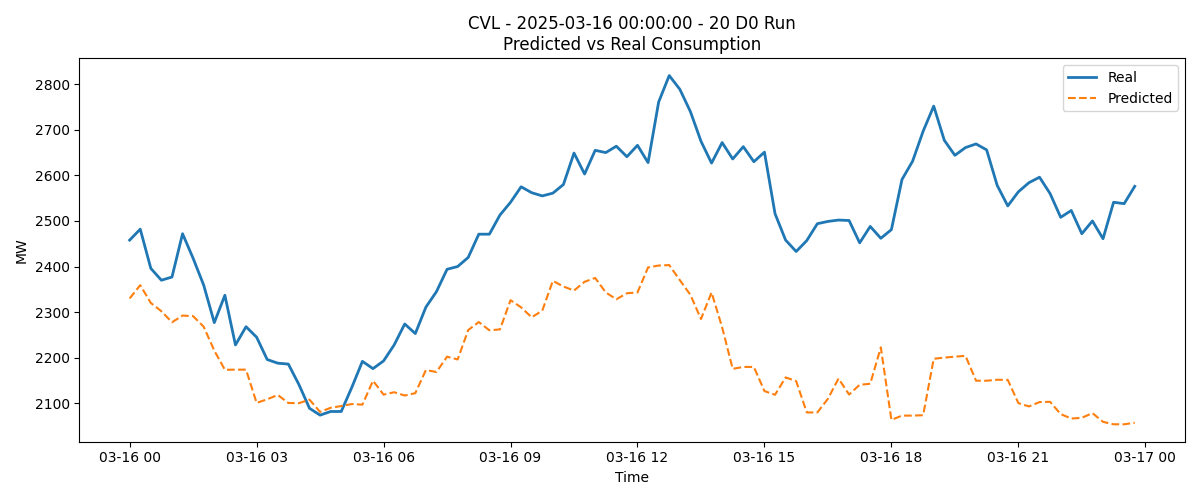 CVL - 2025-03-16 00:00:00 - 20 D0 Run
Predicted vs Real Consumption
Real
Predicted
MW
2800
2700
2600
2500
2400
2300
2200
2100
03-16 00
03-16 03
03-16 06
03-16 09
03-16 12
03-16 15
03-16 18
03-16 21
03-17 00
Time